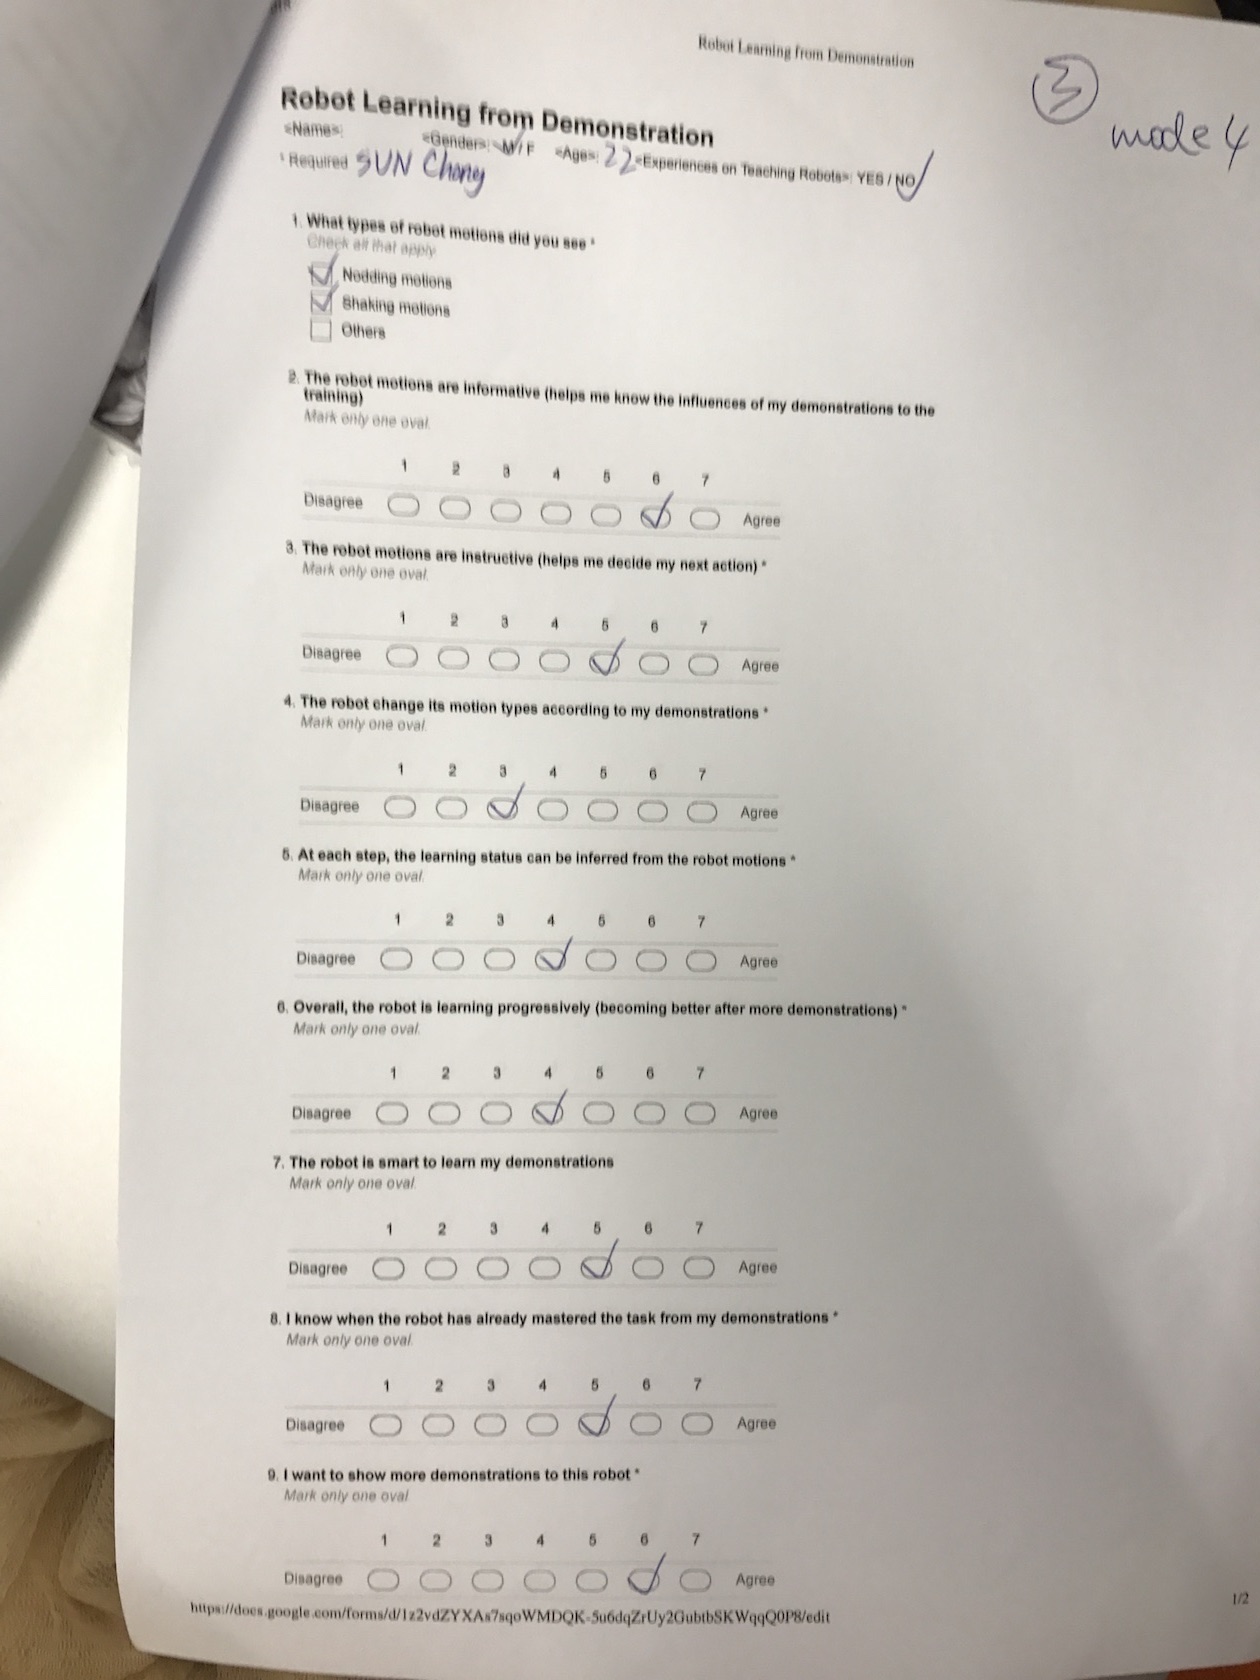 Robot Learning from Demonstration
3
mode 4
Robot Learning from Demonstration
<Name>: <Gender>: M / F <Age>: 22 <Experiences on Teaching Robots>: YES / NO
* Required SUN Chong
1. What types of robot motions did you see *
Check all that apply.
Nodding motions
Shaking motions
Others
2. The robot motions are informative (helps me know the influences of my demonstrations to the
training)
Mark only one oval.
1 2 3 4 5 6 7
Disagree Agree
3. The robot motions are instructive (helps me decide my next action) *
Mark only one oval.
1 2 3 4 5 6 7
Disagree Agree
4. The robot change its motion types according to my demonstrations *
Mark only one oval.
1 2 3 4 5 6 7
Disagree Agree
5. At each step, the learning status can be inferred from the robot motions *
Mark only one oval.
1 2 3 4 5 6 7
Disagree Agree
6. Overall, the robot is learning progressively (becoming better after more demonstrations) *
Mark only one oval.
1 2 3 4 5 6 7
Disagree Agree
7. The robot is smart to learn my demonstrations
Mark only one oval.
1 2 3 4 5 6 7
Disagree Agree
8. I know when the robot has already mastered the task from my demonstrations *
Mark only one oval.
1 2 3 4 5 6 7
Disagree Agree
9. I want to show more demonstrations to this robot *
Mark only one oval.
1 2 3 4 5 6 7
Disagree Agree
1/2